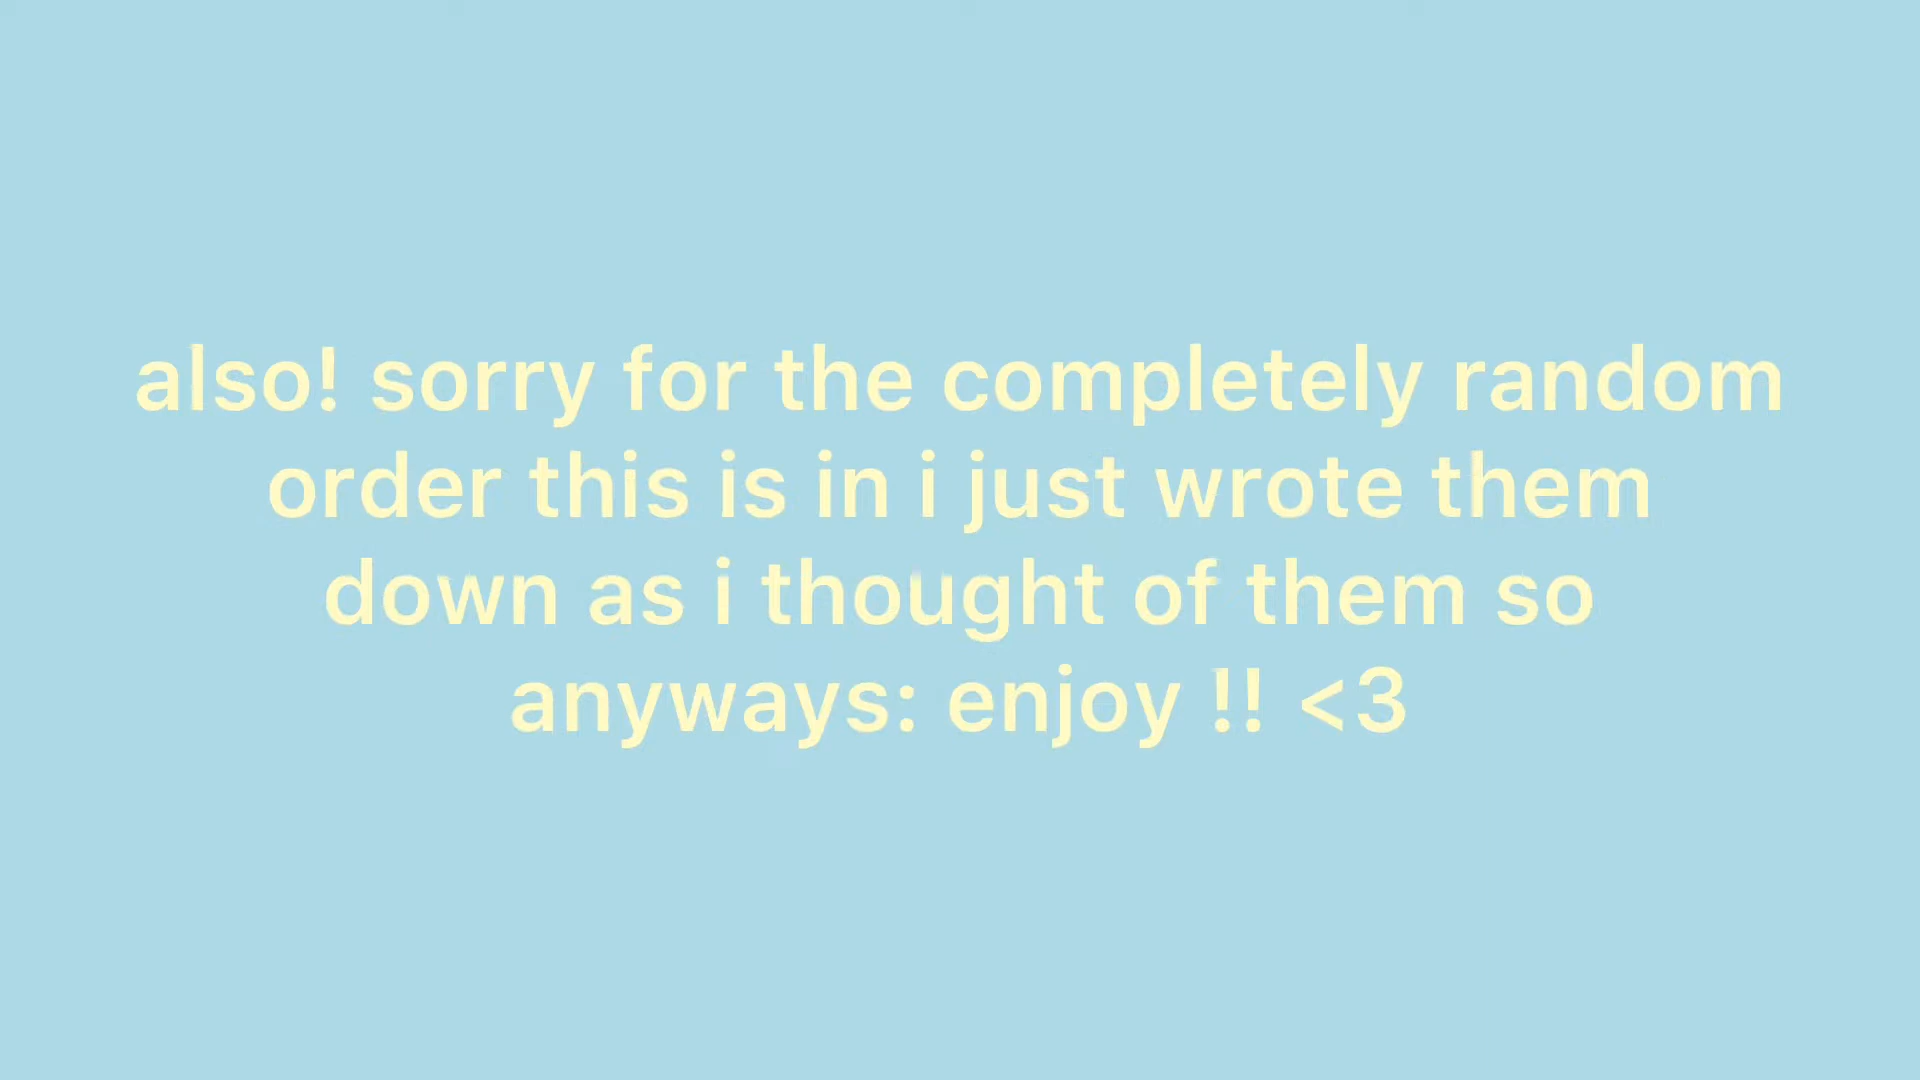 also! sorry for the completely random
order this is in i just wrote them
down as i thought of them so
anyways: enjoy !! <3